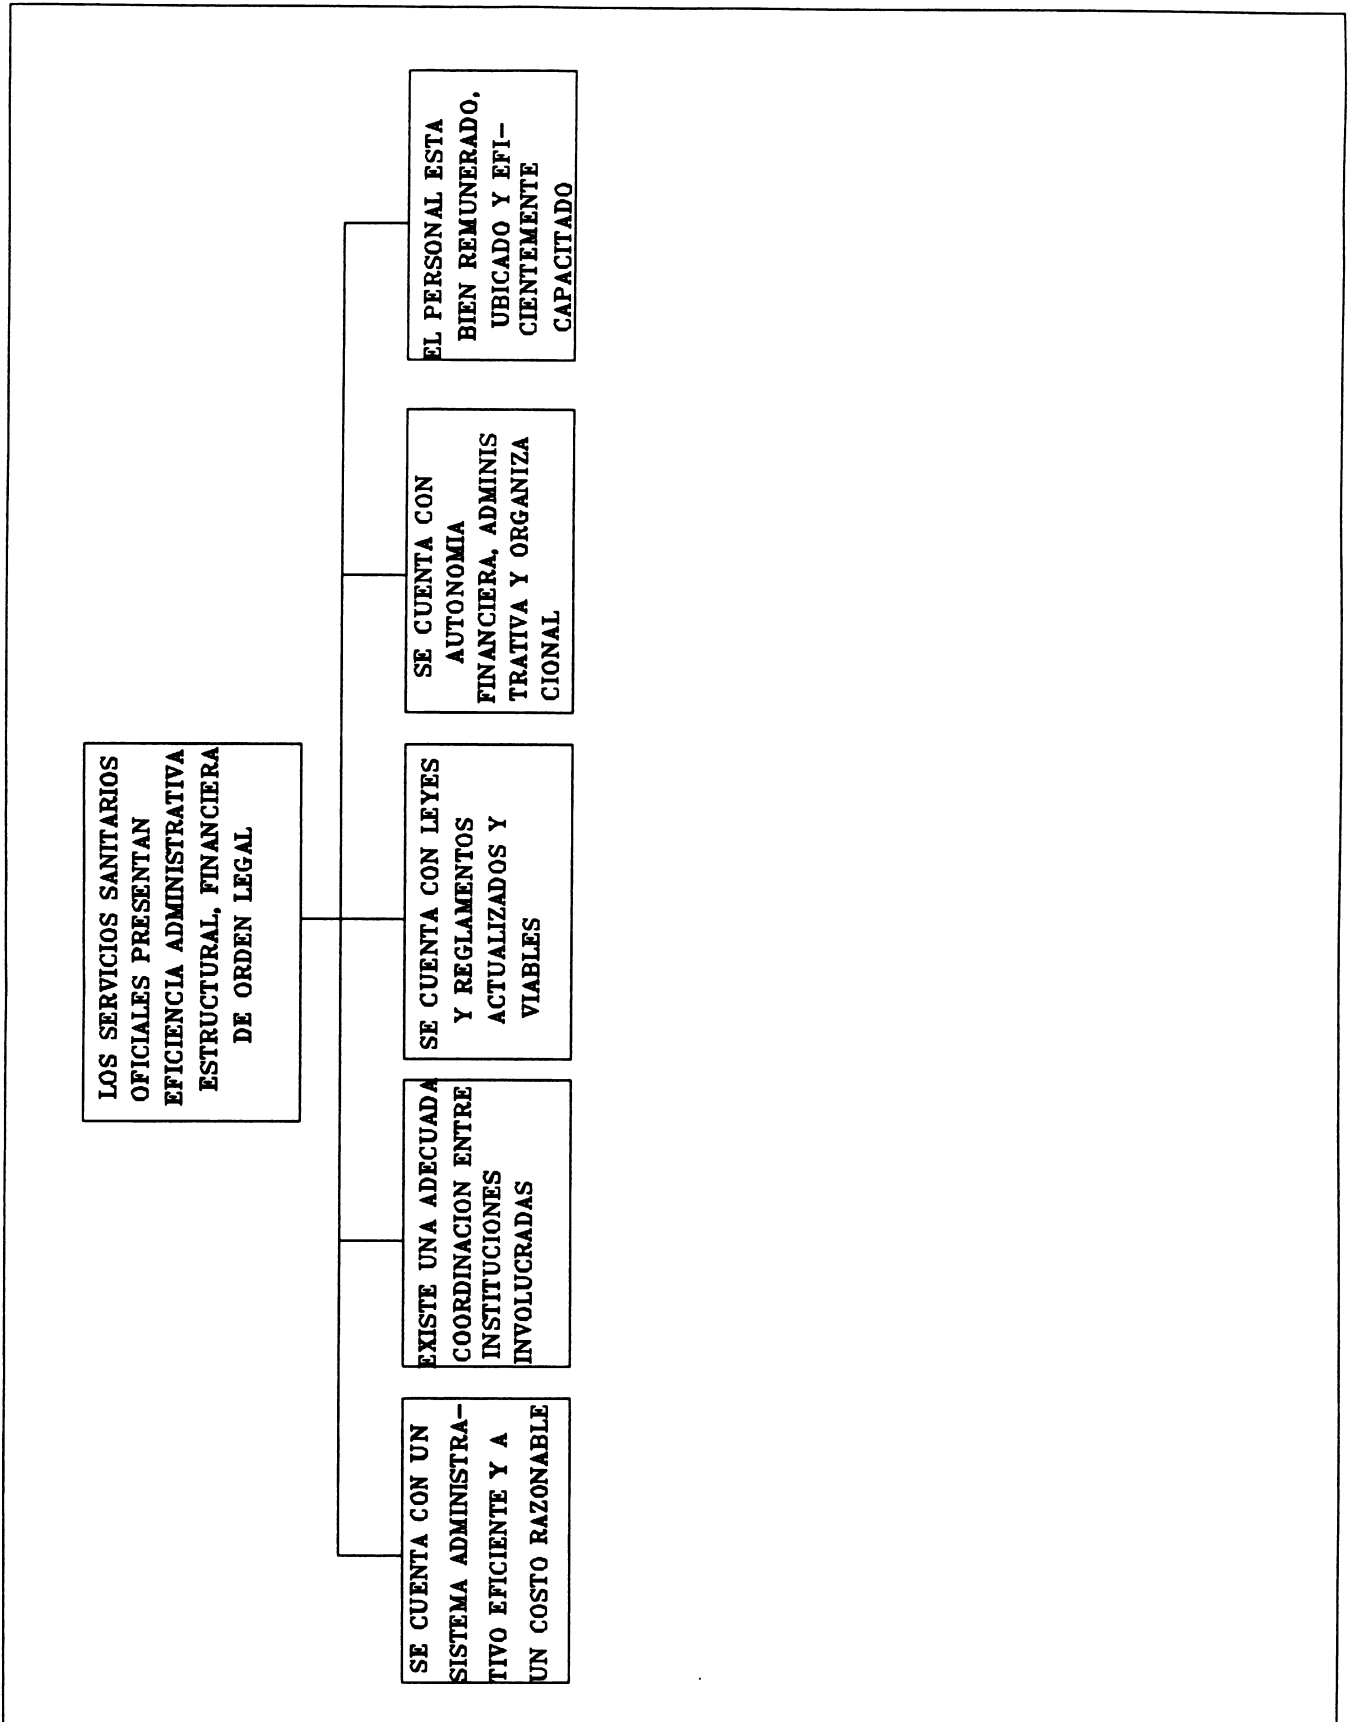 LOS SERVICIOS SANITARIOS
OFICIALES PRESENTAN
EFICIENCIA ADMINISTRATIVA
ESTRUCTURAL, FINANCIERA
DE ORDEN LEGAL
SE CUENTA CON UN
SISTEMA ADMINISTRA-
TIVO EFICIENTE Y A
UN COSTO RAZONABLE
EXISTE UNA ADECUADA
COORDINACION ENTRE
INSTITUCIONES
INVOLUCRADAS
SE CUENTA CON LEYES
Y REGLAMENTOS
ACTUALIZADOS Y
VIABLES
SE CUENTA CON
AUTONOMIA
FINANCIERA, ADMINIS
TRATIVA Y ORGANIZA
CIONAL
EL PERSONAL ESTA
BIEN REMUNERADO,
UBICADO Y EFI-
CIENTEMENTE
CAPACITADO